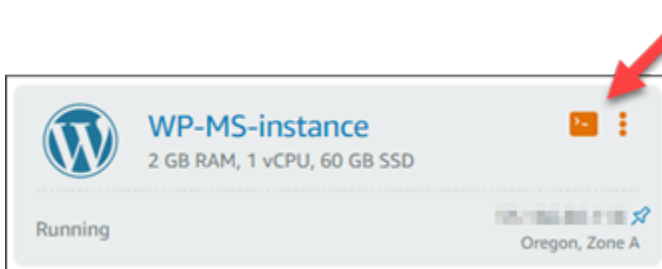 WP-MS-instance
2 GB RAM, 1 vCPU, 60 GB SSD
Running
Oregon, Zone A